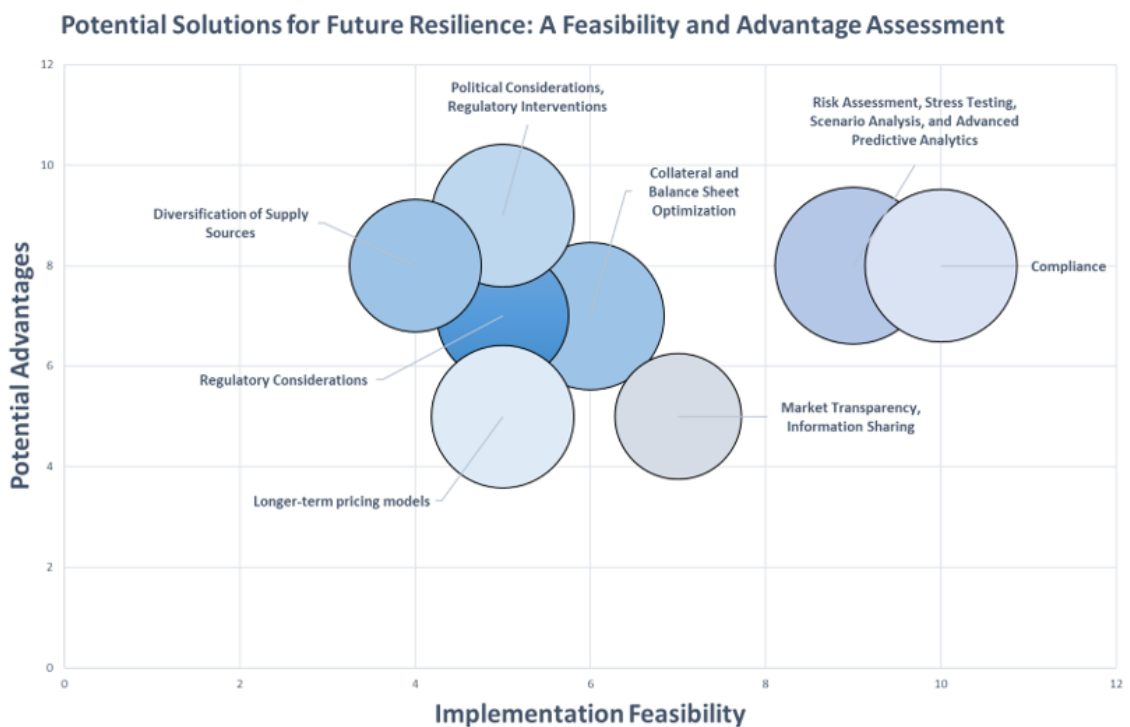 Potential Solutions for Future Resilience: A Feasibility and Advantage Assessment
Potential Advantages
12
10
8
6
4
2
0
Political Considerations,
Regulatory Interventions
Risk Assessment, Stress Testing,
Scenario Analysis, and Advanced
Predictive Analytics
Collateral and
Balance Sheet
Optimization
Diversification of Supply
Sources
Compliance
Regulatory Considerations
Market Transparency,
Information Sharing
Longer-term pricing models
0 2 4 6 8 10 12
Implementation Feasibility